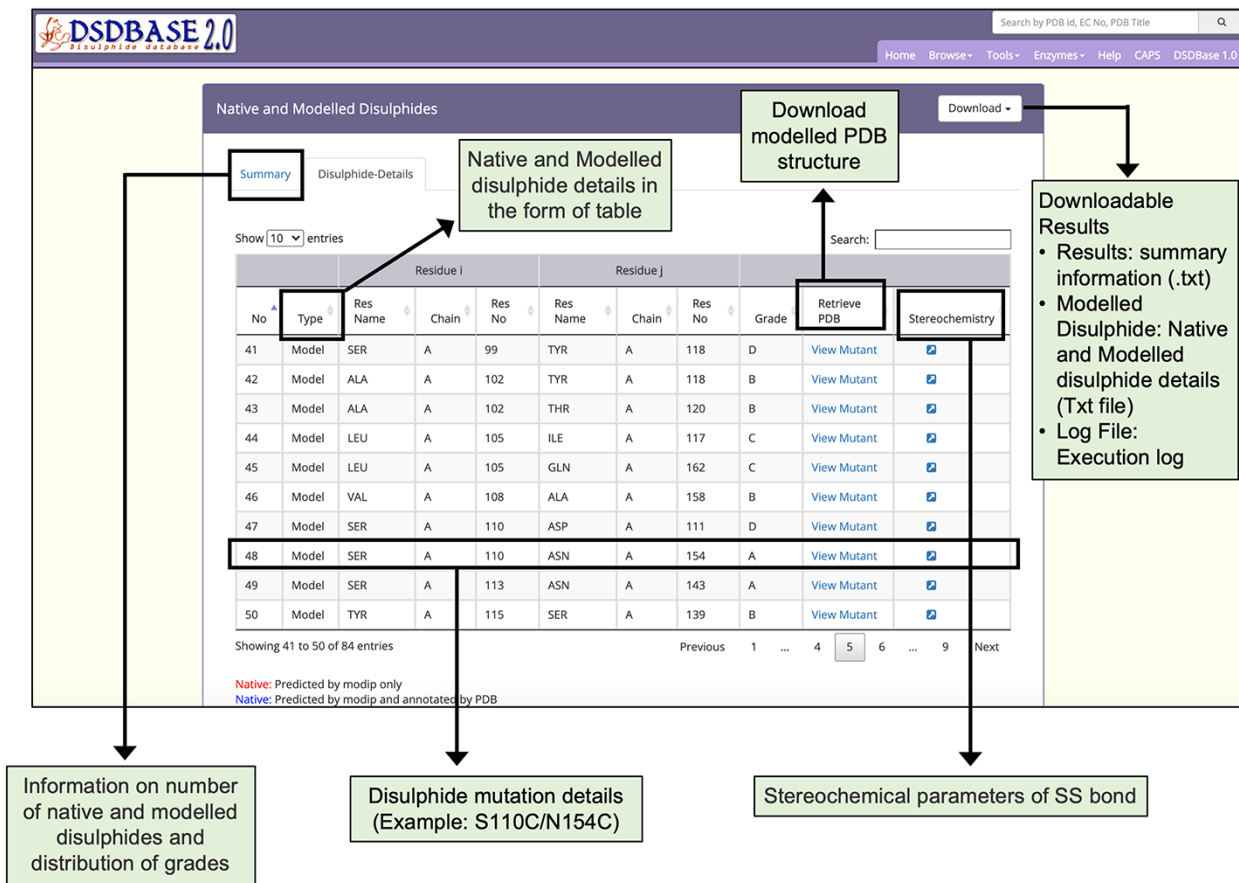 DSDBASE 2.0
Disulphide database
Search by PDB id, EC No, PDB Title
Home Browse Tools Enzymes Help CAPS DSDBase 1.0
Native and Modelled Disulphides
Download
Download
modelled PDB
structure
Summary
Disulphide-Details
Native and Modelled
disulphide details in
the form of table
Downloadable
Results
• Results: summary
information (.txt)
• Modelled
Disulphide: Native
and Modelled
disulphide details
(Txt file)
• Log File:
Execution log
Show 10 entries
Search:
Residue i Residue j
No Type Res Name Chain Res No Res Name Chain Res No Grade Retrieve PDB Stereochemistry
41 Model SER A 99 TYR A 118 D View Mutant
42 Model ALA A 102 TYR A 118 B View Mutant
43 Model ALA A 102 THR A 120 B View Mutant
44 Model LEU A 105 ILE A 117 C View Mutant
45 Model LEU A 105 GLN A 162 C View Mutant
46 Model VAL A 108 ALA A 158 B View Mutant
47 Model SER A 110 ASP A 111 D View Mutant
48 Model SER A 110 ASN A 154 A View Mutant
49 Model SER A 113 ASN A 143 A View Mutant
50 Model TYR A 115 SER A 139 B View Mutant
Showing 41 to 50 of 84 entries
Previous 1 ... 4 5 6 ... 9 Next
Native: Predicted by modip only
Native: Predicted by modip and annotated by PDB
Information on number
of native and modelled
disulphides and
distribution of grades
Disulphide mutation details
(Example: S110C/N154C)
Stereochemical parameters of SS bond